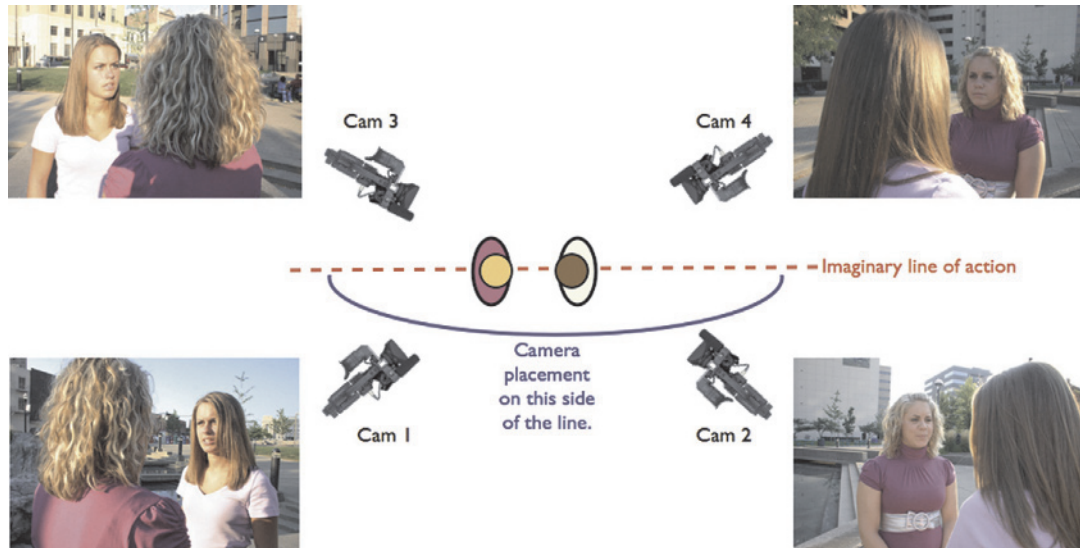 Cam 3
Cam 4
Imaginary line of action
Camera
placement
on this side
of the line.
Cam 1
Cam 2